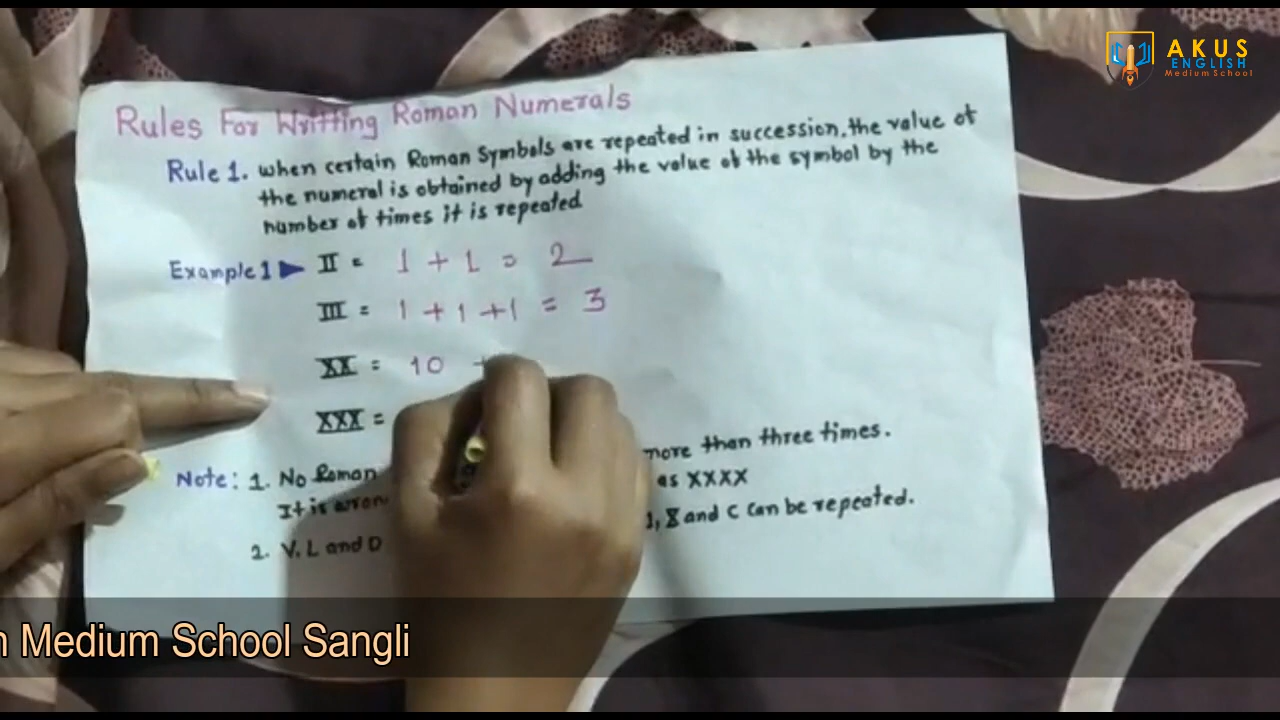 AKUS
ENGLISH
Medium School
Rules For Writting Roman Numerals
Rule 1. when certain Roman Symbols are repeated in succession, the value of
the numeral is obtained by adding the value of the symbol by the
number of times it is repeated
Example 1 II = 1 + 1 = 2
III = 1 + 1 + 1 = 3
XX = 10 +
XXX =
Note: 1. No Roman more than three times.
It is as XXXX
2. V, L and D I, X and C can be repeated.
Medium School Sangli